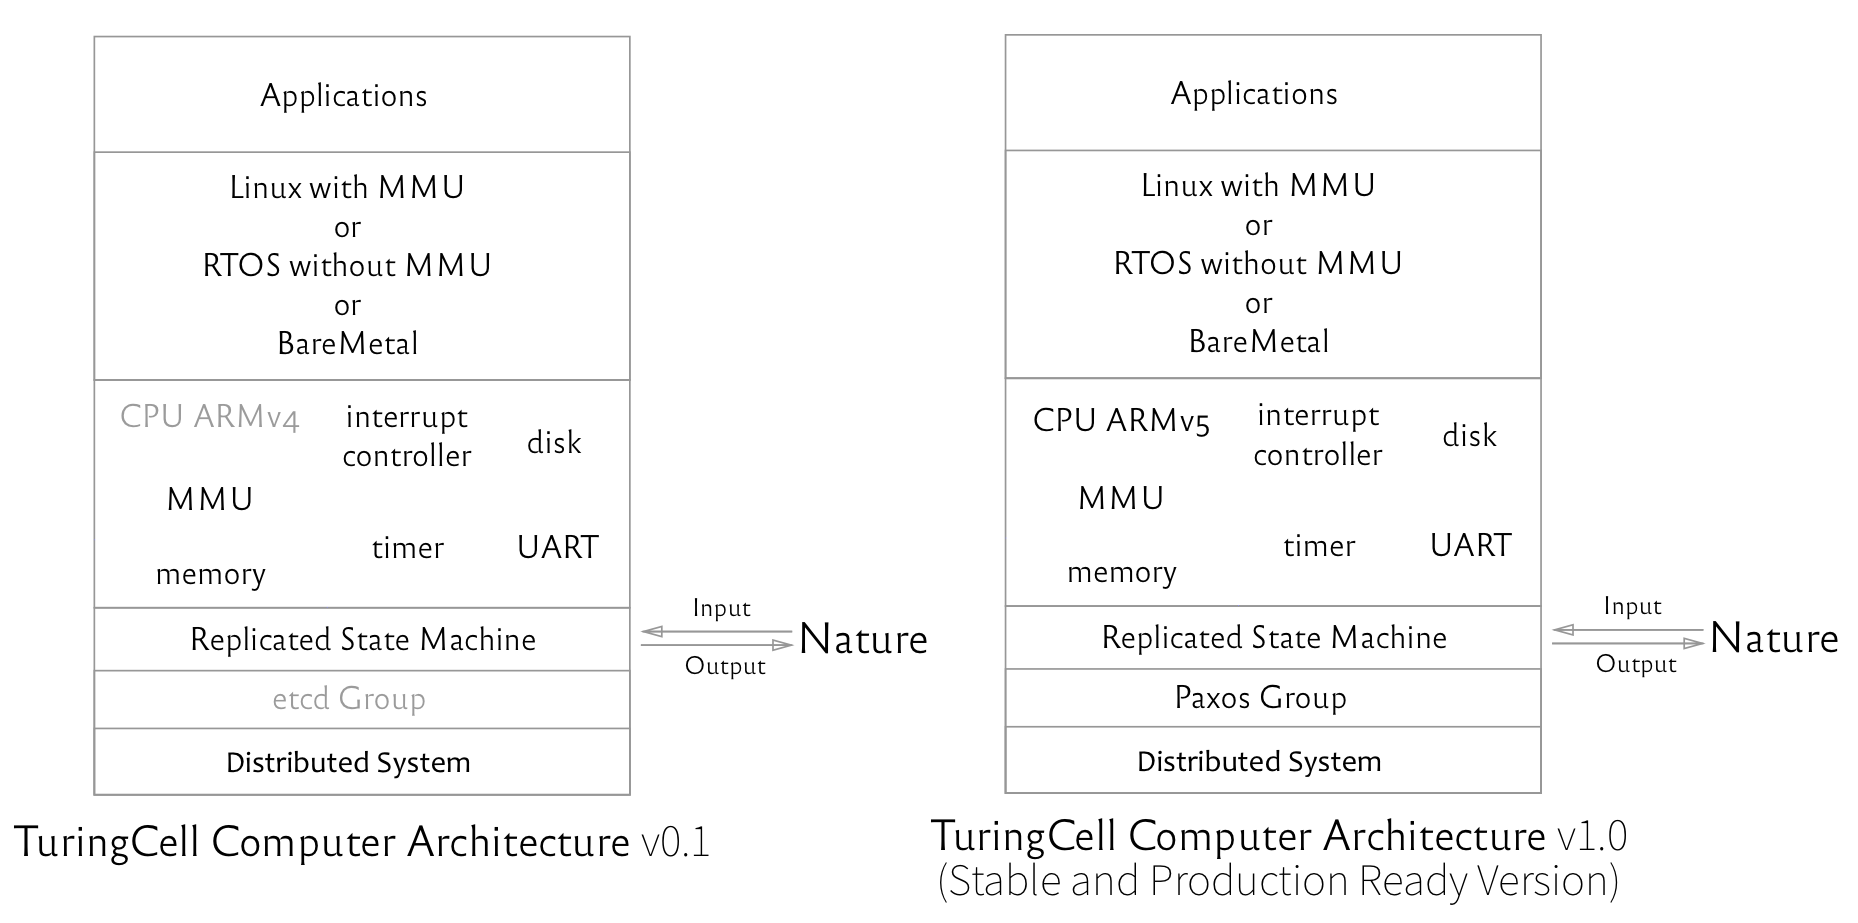 Applications
Linux with MMU
or
RTOS without MMU
or
BareMetal
CPU ARMv4
interrupt
controller
disk
MMU
timer
UART
memory
Replicated State Machine
Input
Output
Nature
etcd Group
Distributed System
TuringCell Computer Architecture v0.1
Applications
Linux with MMU
or
RTOS without MMU
or
BareMetal
CPU ARMv5
interrupt
controller
disk
MMU
timer
UART
memory
Replicated State Machine
Input
Output
Nature
Paxos Group
Distributed System
TuringCell Computer Architecture v1.0
(Stable and Production Ready Version)